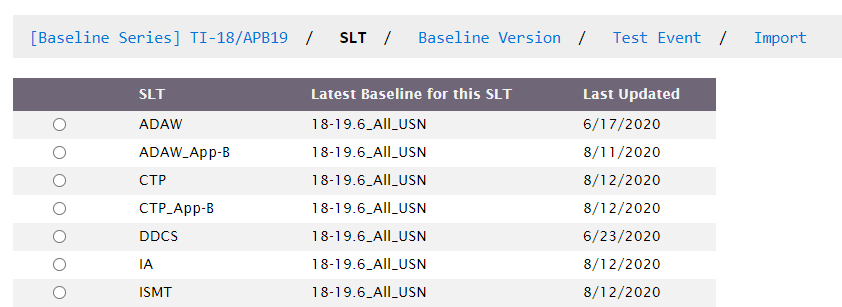 [Baseline Series] TI-18/APB19 / SLT / Baseline Version / Test Event / Import
SLT Latest Baseline for this SLT Last Updated
ADAW 18-19.6_All_USN 6/17/2020
ADAW_App-B 18-19.6_All_USN 8/11/2020
CTP 18-19.6_All_USN 8/12/2020
CTP_App-B 18-19.6_All_USN 8/12/2020
DDCS 18-19.6_All_USN 6/23/2020
IA 18-19.6_All_USN 8/12/2020
ISMT 18-19.6_All_USN 8/12/2020